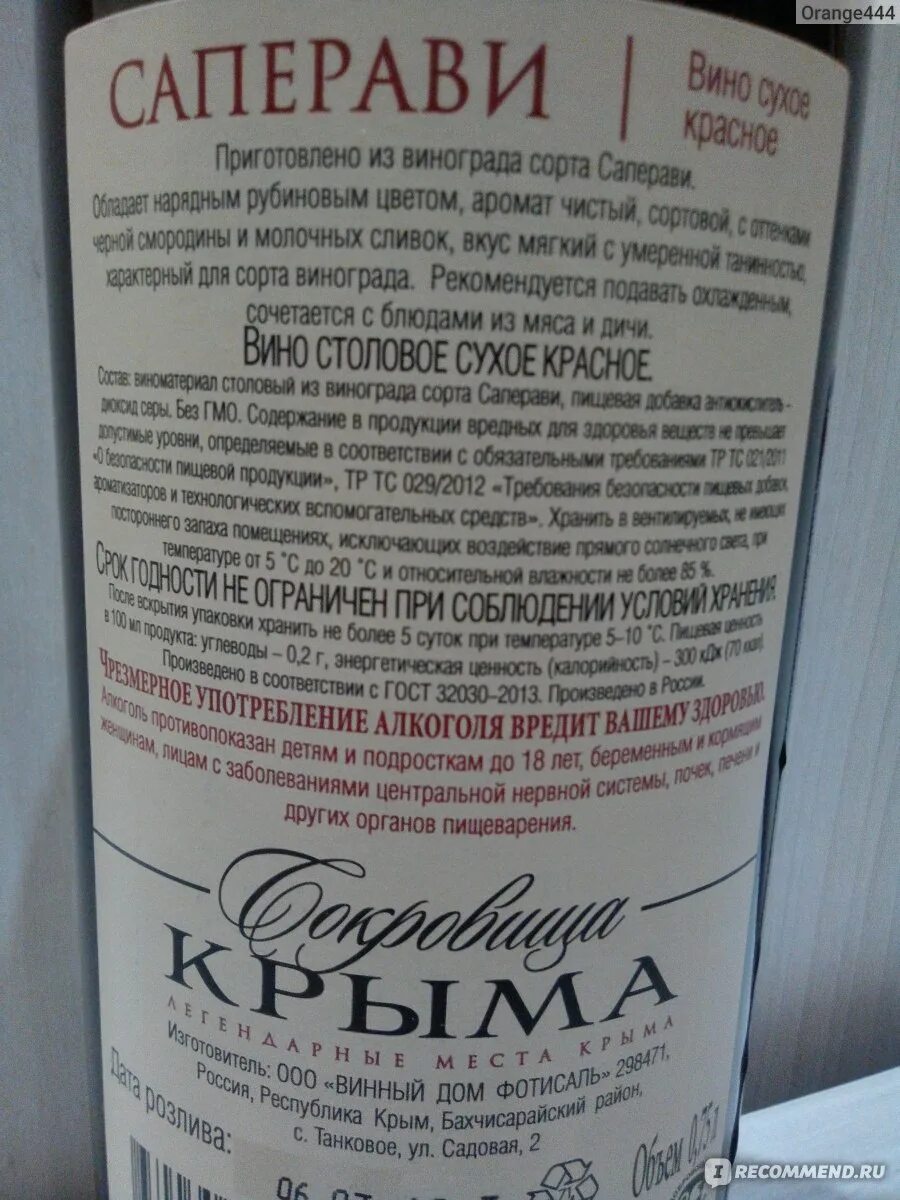 Orange444
САПЕРАВИ
Вино сухое
красное
Приготовлено из винограда сорта Саперави.
Обладает нарядным рубиновым цветом, аромат чистый, сортовой, с оттенками
черной смородины и молочных сливок, вкус мягкий с умеренной танинностью,
характерный для сорта винограда. Рекомендуется подавать охлажденным,
сочетается с блюдами из мяса и дичи.
Вино столовое сухое красное.
Состав: виноматериал столовый из винограда сорта Саперави, пищевая добавка антиокислитель -
диоксид серы. Без ГМО. Содержание в продукции вредных для здоровья веществ не превышает
допустимые уровни, определяемые в соответствии с обязательными требованиями ТР ТС 021/2011
«О безопасности пищевой продукции», ТР ТС 029/2012 «Требования безопасности пищевых добавок,
ароматизаторов и технологических вспомогательных средств». Хранить в вентилируемых, не имеющих
постороннего запаха помещениях, исключающих воздействие прямого солнечного света, при
температуре от 5 °С до 20 °С и относительной влажности не более 85 %.
Срок годности не ограничен при соблюдении условий хранения.
После вскрытия упаковки хранить не более 5 суток при температуре 5-10 °С. Пищевая ценность
в 100 мл продукта: углеводы – 0,2 г, энергетическая ценность (калорийность) – 300 кДж (70 ккал).
Произведено в соответствии с ГОСТ 32030-2013. Произведено в России.
Чрезмерное употребление алкоголя вредит вашему здоровью.
Алкоголь противопоказан детям и подросткам до 18 лет, беременным и кормящим
женщинам, лицам с заболеваниями центральной нервной системы, почек, печени и
других органов пищеварения.
Сокровища
КРЫМА
ЛЕГЕНДАРНЫЕ МЕСТА КРЫМА
Изготовитель: ООО «ВИННЫЙ ДОМ ФОТИСАЛЬ» 298471,
Россия, Республика Крым, Бахчисарайский район,
с. Танковое, ул. Садовая, 2
Дата розлива:
Объем 0,75 л
IRECOMMEND.RU